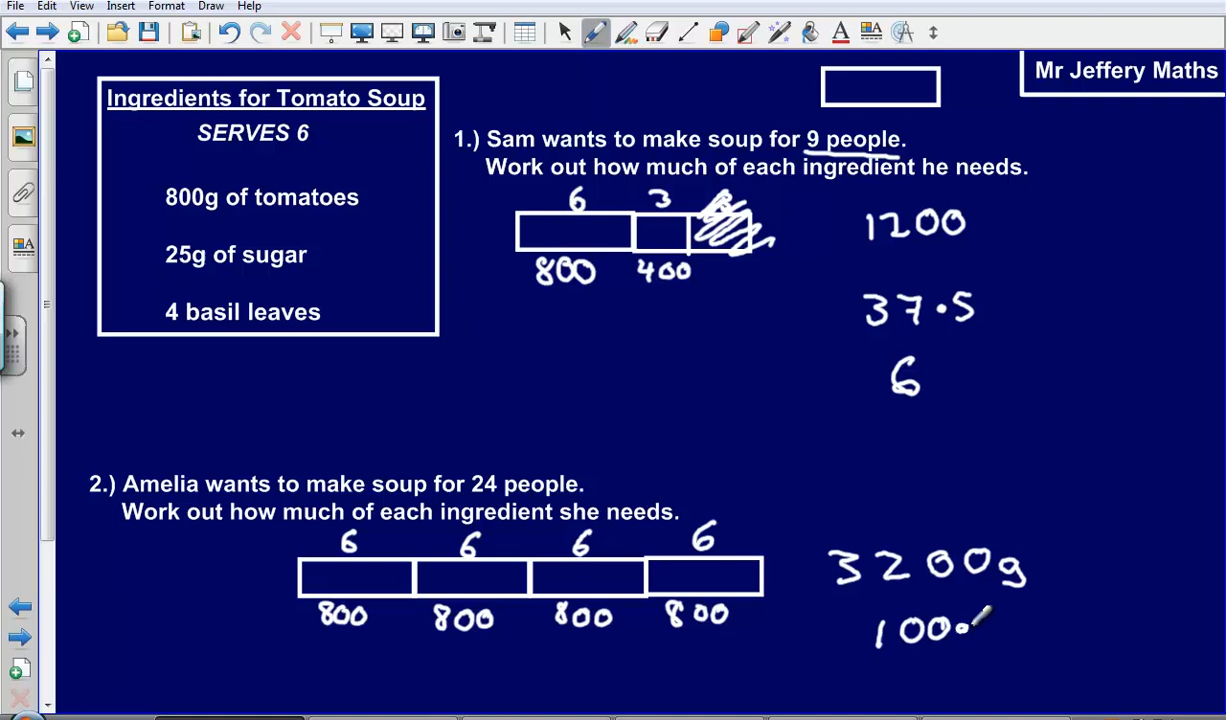 File Edit View Insert Format Draw Help
Mr Jeffery Maths
Ingredients for Tomato Soup
SERVES 6
800g of tomatoes
25g of sugar
4 basil leaves
1.) Sam wants to make soup for 9 people.
Work out how much of each ingredient he needs.
6 3
800 400
1200
37.5
6
2.) Amelia wants to make soup for 24 people.
Work out how much of each ingredient she needs.
6 6 6 6
800 800 800 800
3200g
100